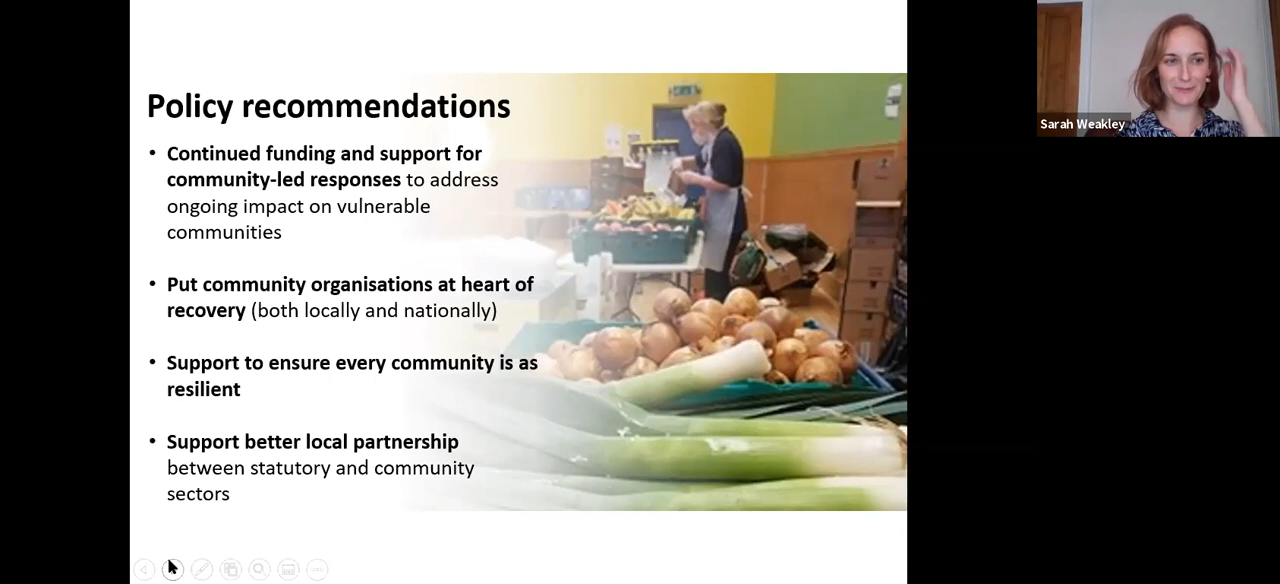 Policy recommendations
• Continued funding and support for
community-led responses to address
ongoing impact on vulnerable
communities
• Put community organisations at heart of
recovery (both locally and nationally)
• Support to ensure every community is as
resilient
• Support better local partnership
between statutory and community
sectors
Sarah Weakley